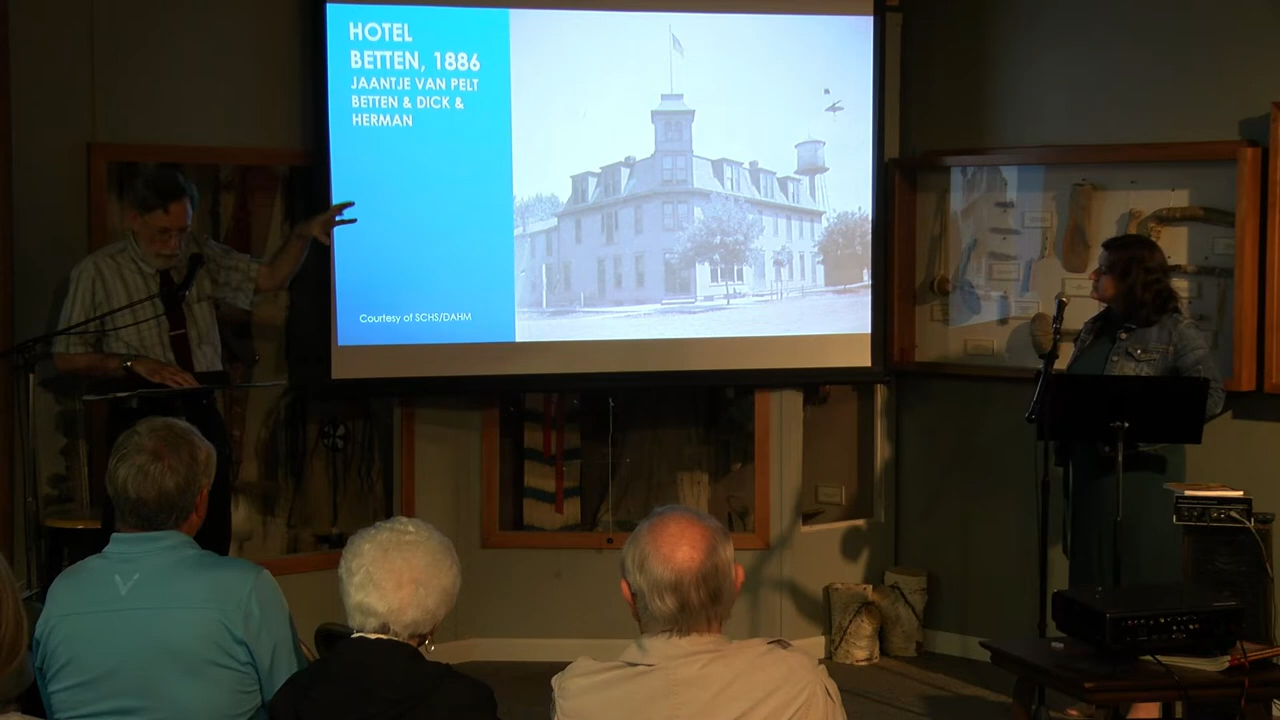 HOTEL
BETTEN, 1886
JAANTJE VAN PELT
BETTEN & DICK &
HERMAN
Courtesy of SCHS/DAHM